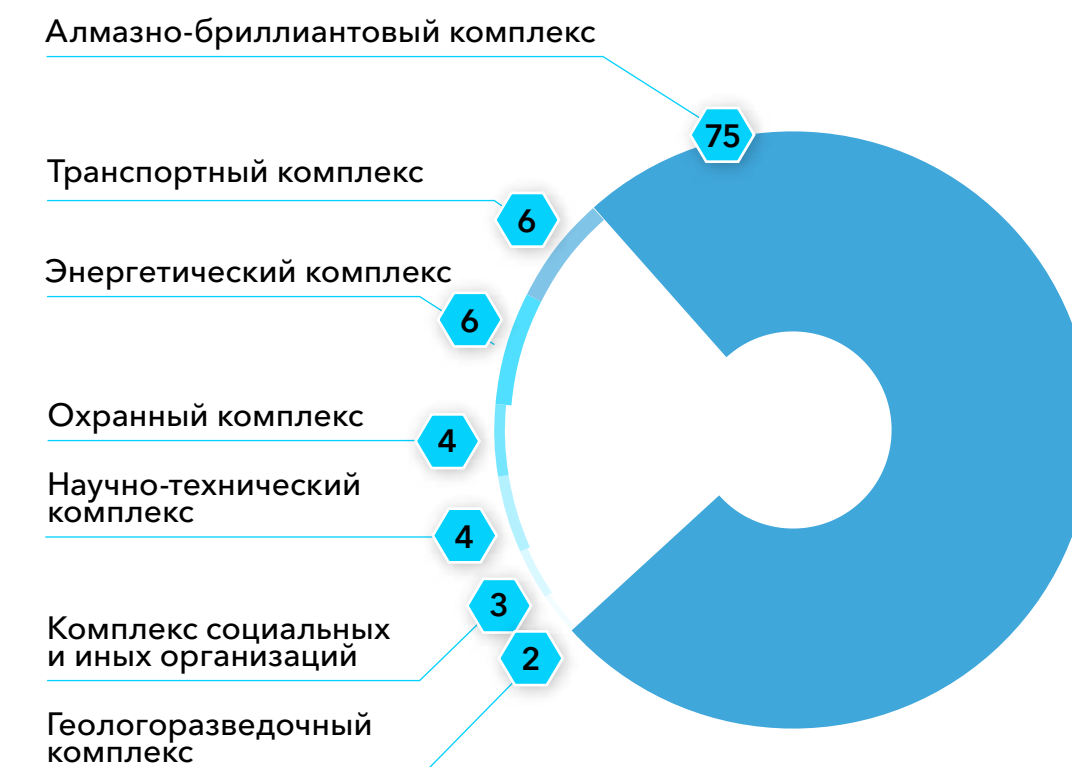 Алмазно-бриллиантовый комплекс
75
Транспортный комплекс
6
Энергетический комплекс
6
Охранный комплекс
4
Научно-технический
комплекс
4
Комплекс социальных
и иных организаций
3
Геологоразведочный
комплекс
2